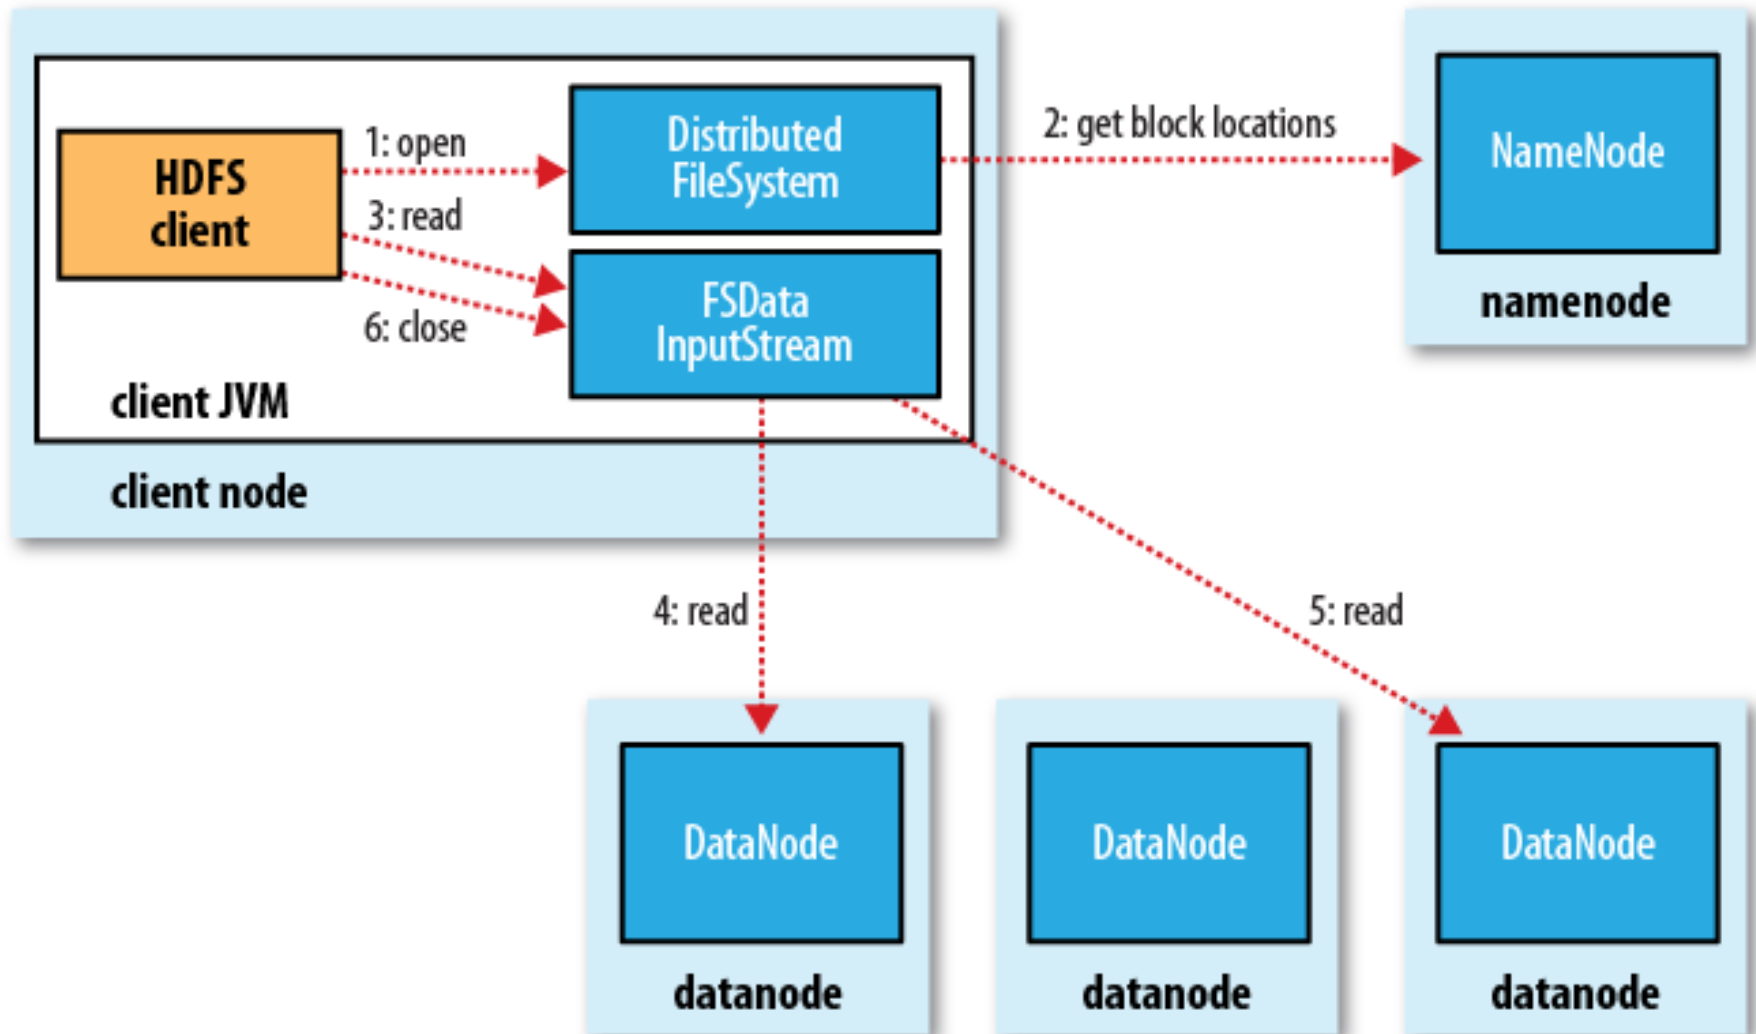 1: open
Distributed
FileSystem
2: get block locations
NameNode
HDFS
client
3: read
FSData
InputStream
namenode
6: close
client JVM
client node
4: read
5: read
DataNode
DataNode
DataNode
datanode
datanode
datanode